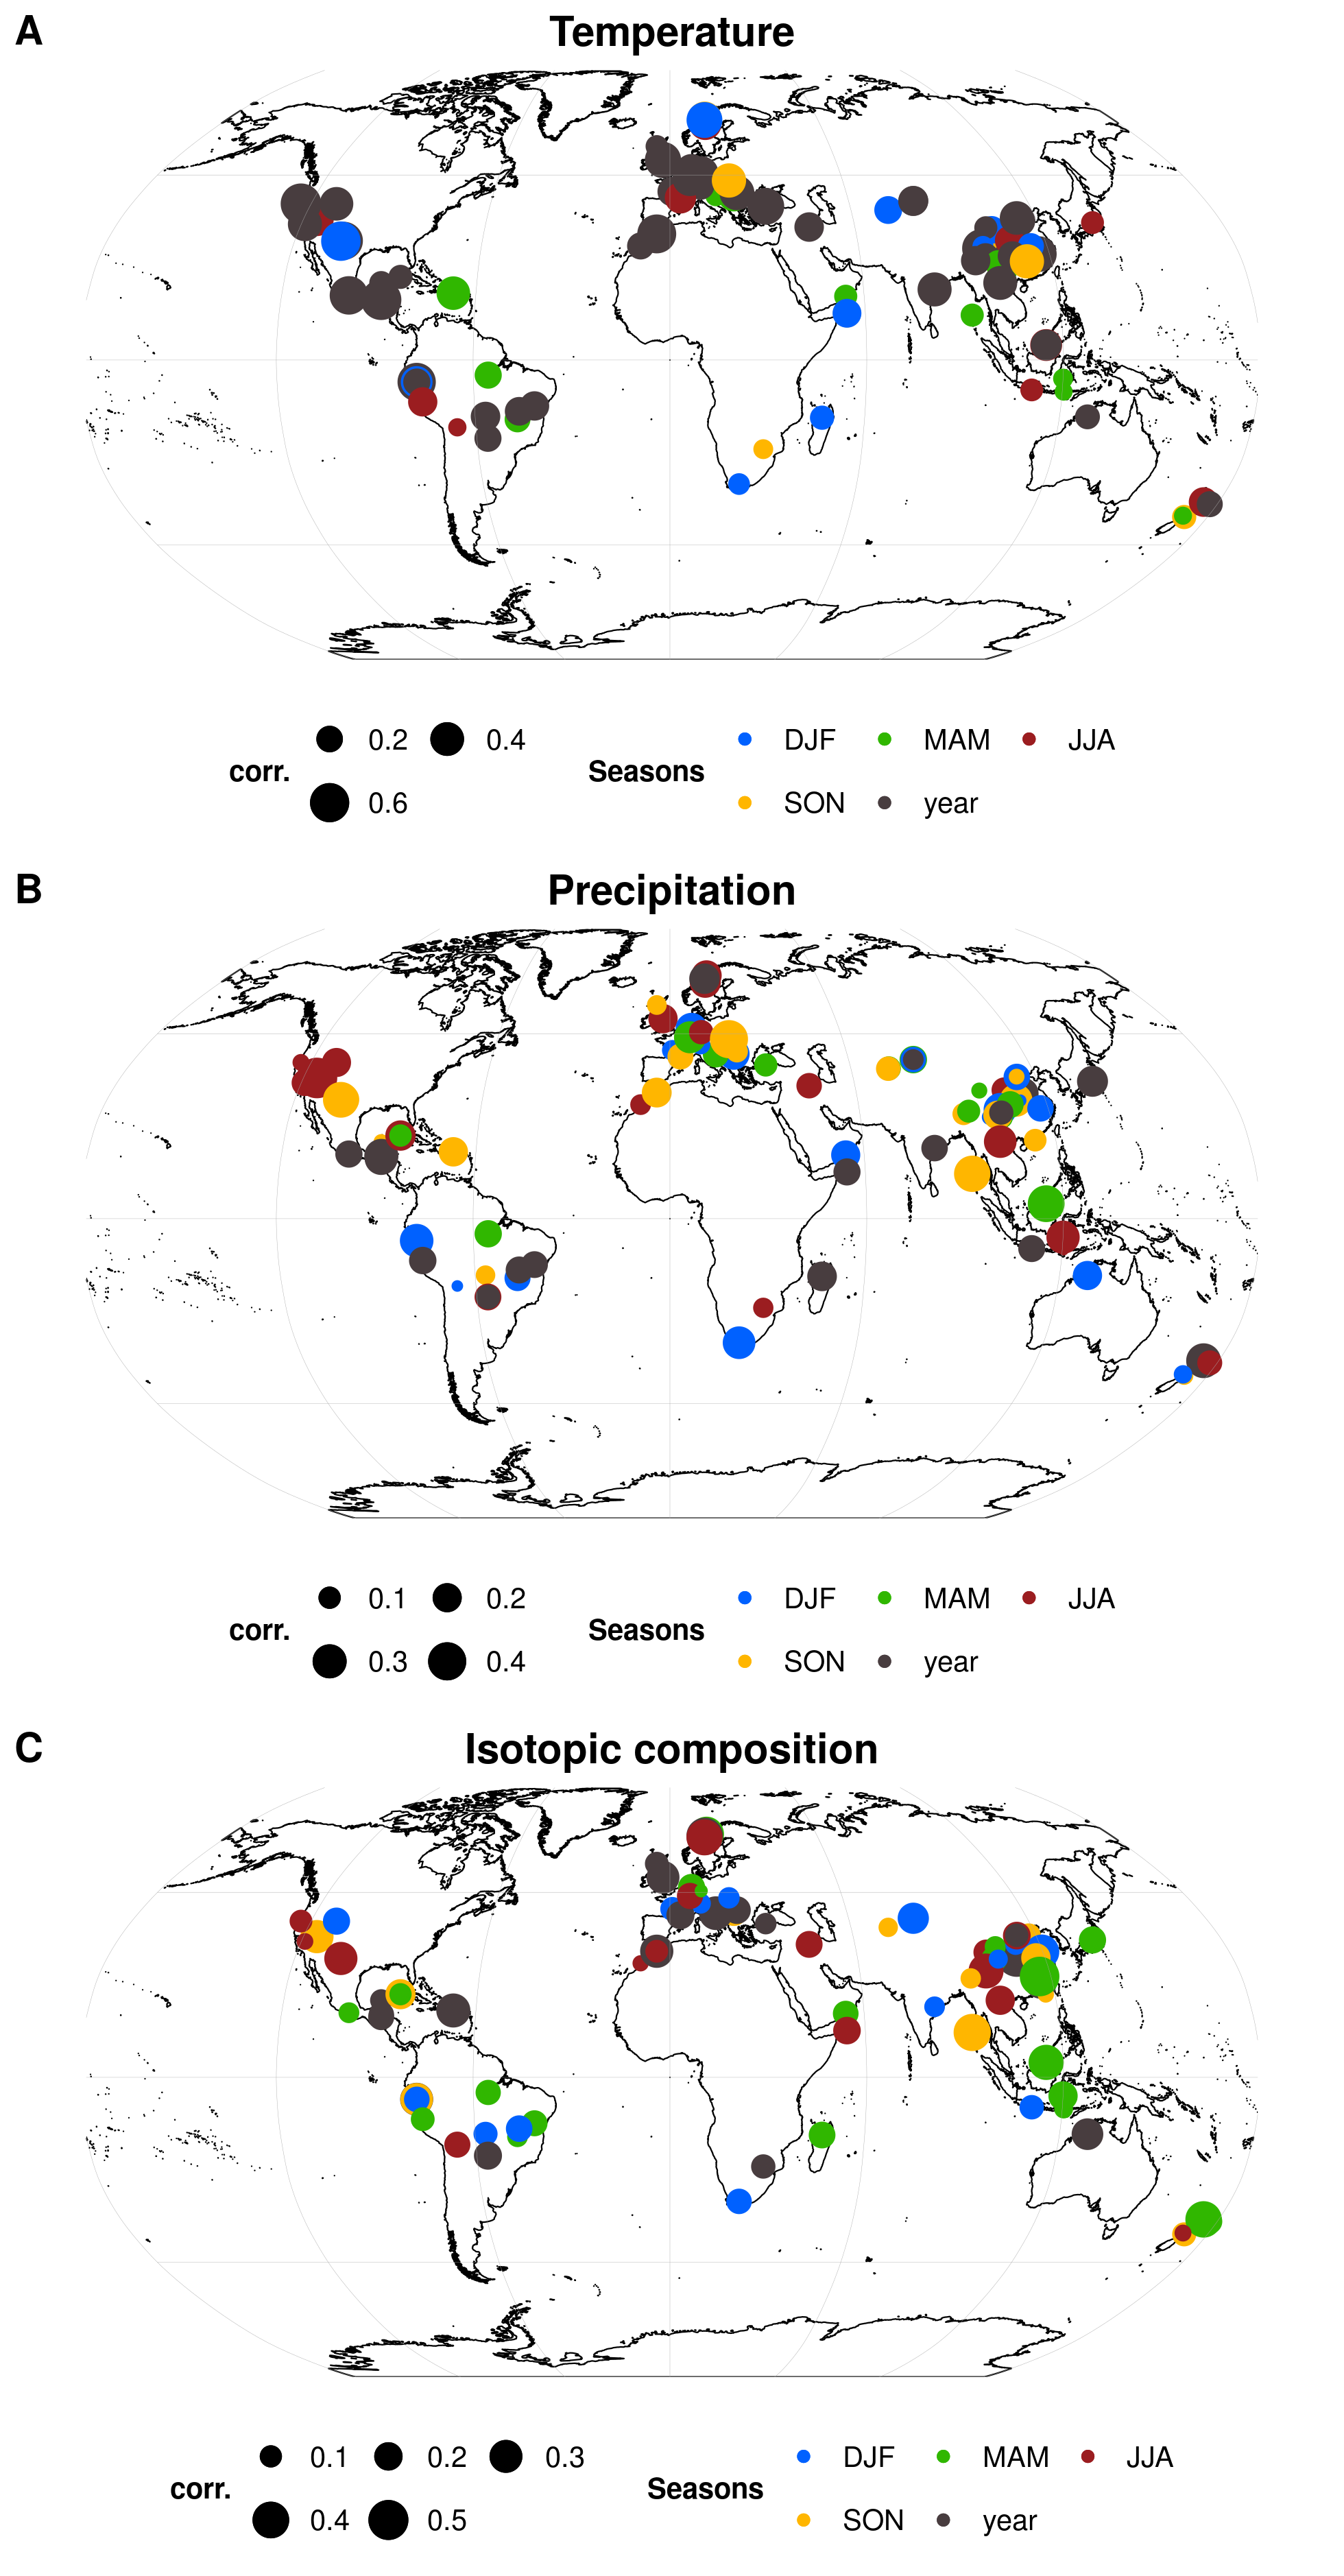 A
Temperature
0.2 0.4 DJF MAM JJA
corr. Seasons
0.6 SON year
B
Precipitation
0.1 0.2 DJF MAM JJA
corr. Seasons
0.3 0.4 SON year
C
Isotopic composition
0.1 0.2 0.3 DJF MAM JJA
corr. Seasons
0.4 0.5 SON year